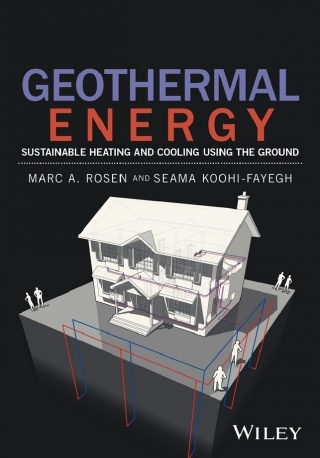 GEOTHERMAL
ENERGY
SUSTAINABLE HEATING AND COOLING USING THE GROUND
MARC A. ROSEN AND SEAMA KOOHI-FAYEGH
WILEY